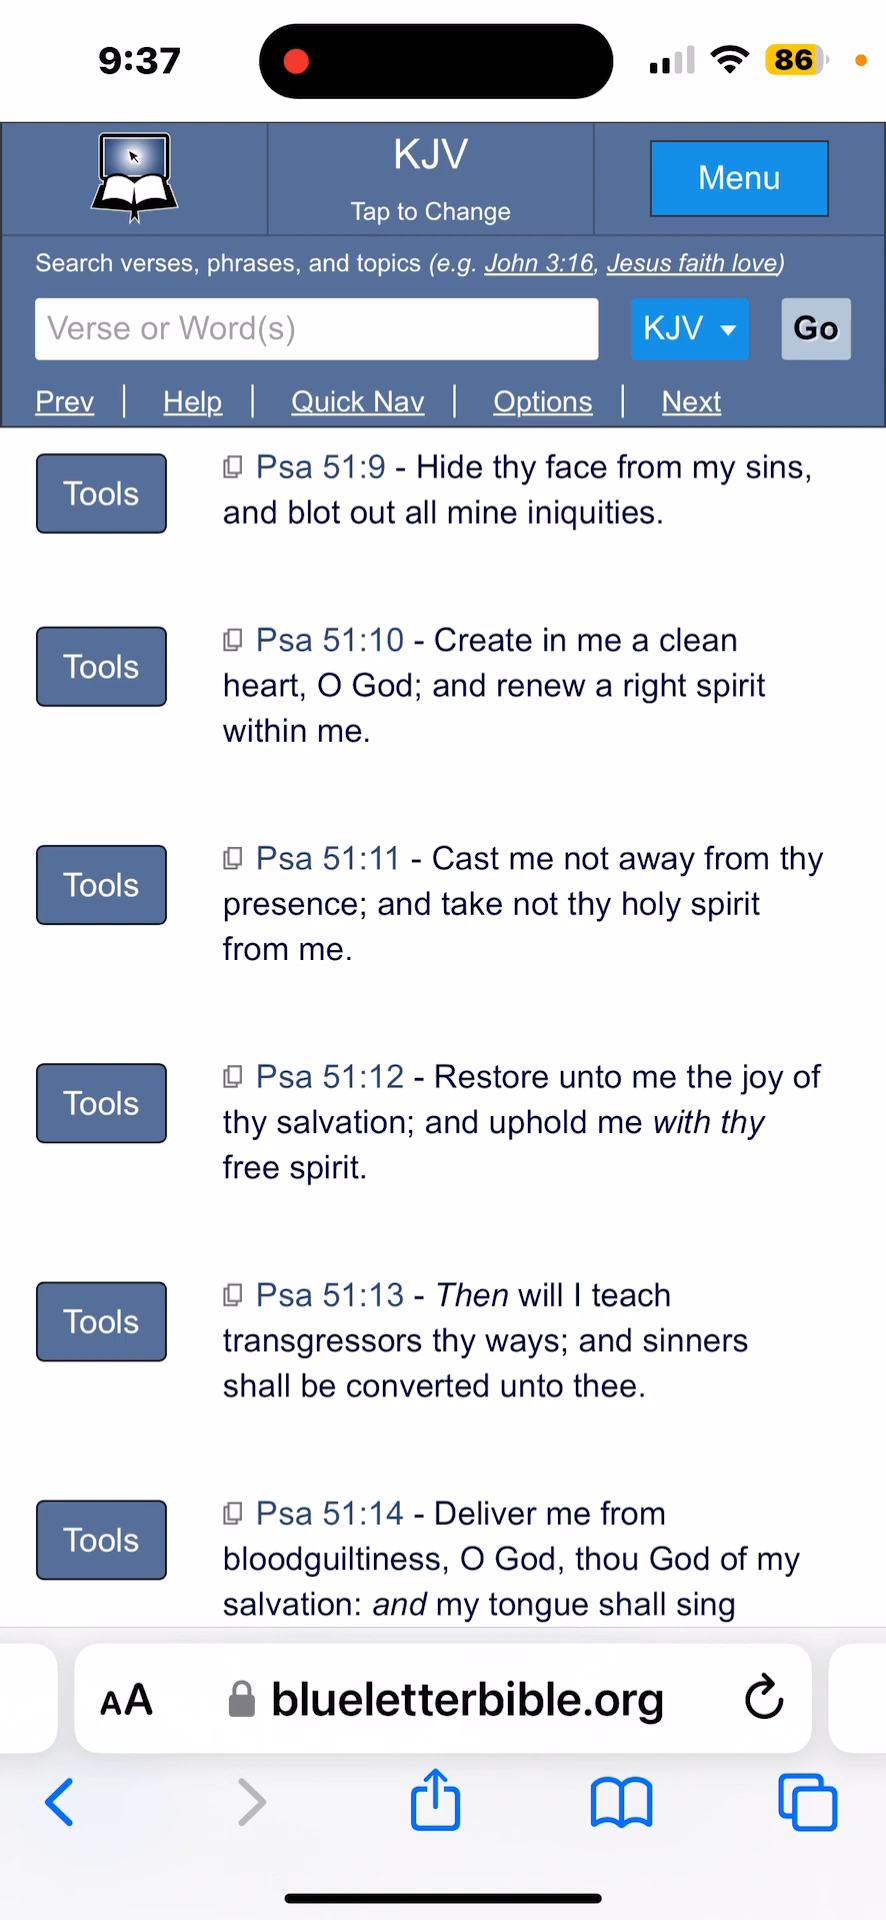 9:37
86
KJV
Tap to Change
Menu
Search verses, phrases, and topics (e.g. John 3:16, Jesus faith love)
Verse or Word(s)
KJV
Go
Prev | Help | Quick Nav | Options | Next
Tools
Psa 51:9 - Hide thy face from my sins,
and blot out all mine iniquities.
Tools
Psa 51:10 - Create in me a clean
heart, O God; and renew a right spirit
within me.
Tools
Psa 51:11 - Cast me not away from thy
presence; and take not thy holy spirit
from me.
Tools
Psa 51:12 - Restore unto me the joy of
thy salvation; and uphold me with thy
free spirit.
Tools
Psa 51:13 - Then will I teach
transgressors thy ways; and sinners
shall be converted unto thee.
Tools
Psa 51:14 - Deliver me from
bloodguiltiness, O God, thou God of my
salvation: and my tongue shall sing
AA
blueletterbible.org